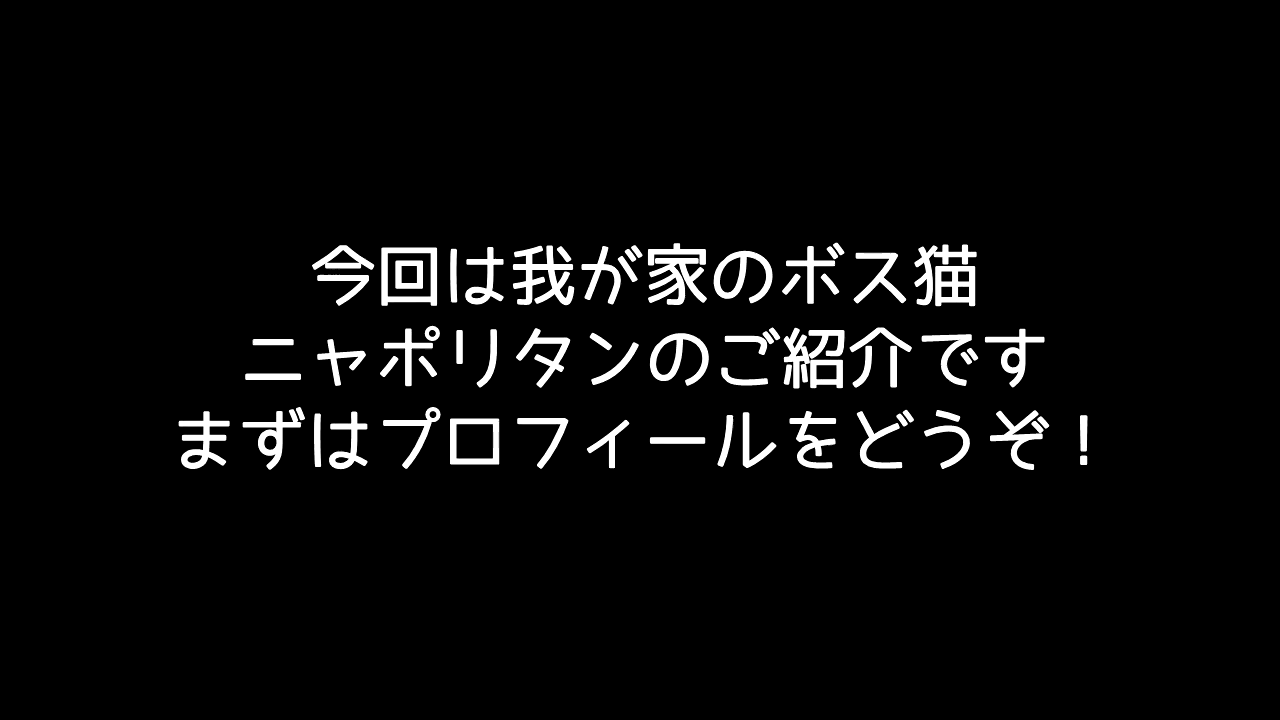 今回は我が家のボス猫
ニャポリタンのご紹介です
まずはプロフィールをどうぞ！